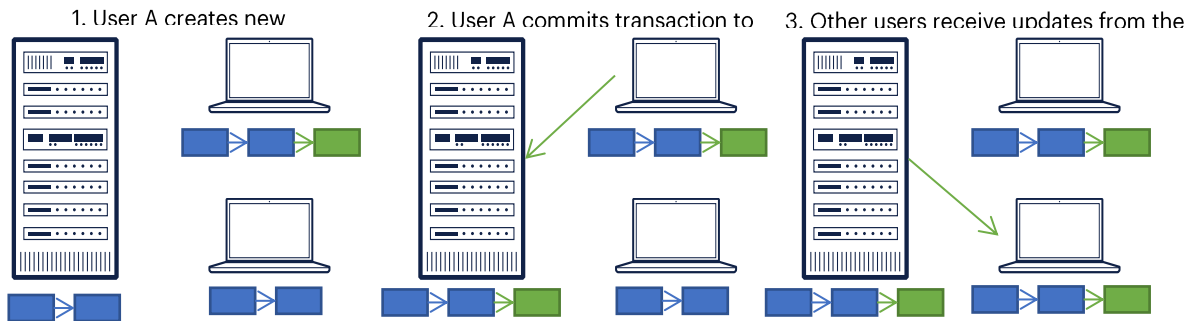 1. User A creates new
2. User A commits transaction to
3. Other users receive updates from the